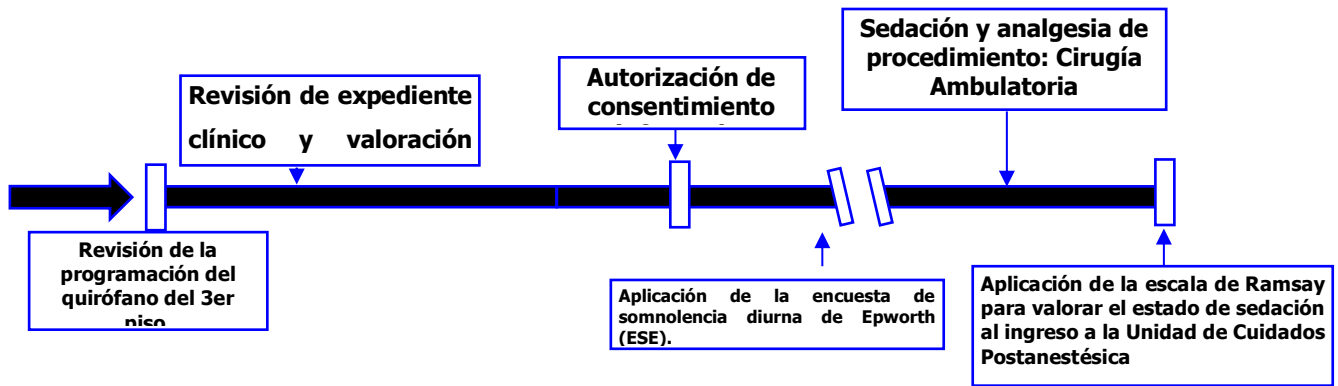 Sedación y analgesia de
procedimiento: Cirugía
Ambulatoria
Autorización de
consentimiento
Revisión de expediente
clínico y valoración
Revisión de la
programación del
quirófano del 3er
piso
Aplicación de la encuesta de
somnolencia diurna de Epworth
(ESE).
Aplicación de la escala de Ramsay
para valorar el estado de sedación
al ingreso a la Unidad de Cuidados
Postanestésica